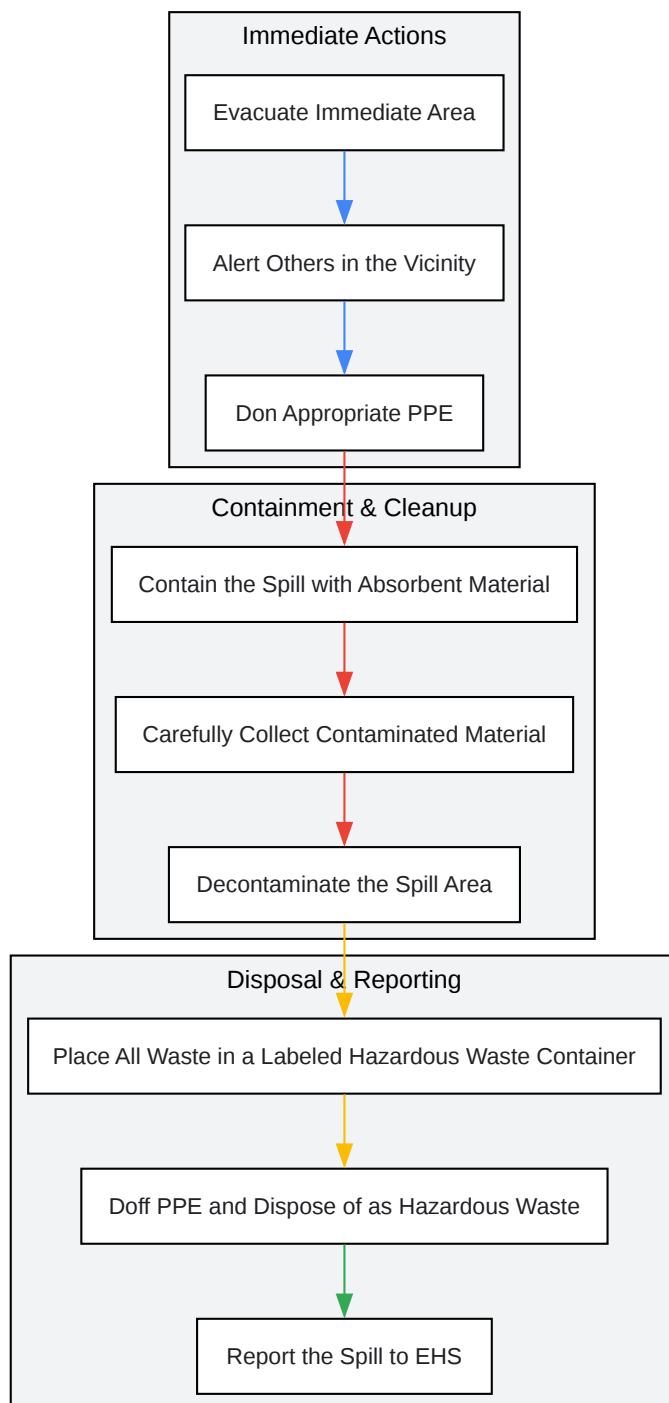 Immediate Actions
Evacuate Immediate Area
Alert Others in the Vicinity
Don Appropriate PPE
Containment & Cleanup
Contain the Spill with Absorbent Material
Carefully Collect Contaminated Material
Decontaminate the Spill Area
Disposal & Reporting
Place All Waste in a Labeled Hazardous Waste Container
Doff PPE and Dispose of as Hazardous Waste
Report the Spill to EHS